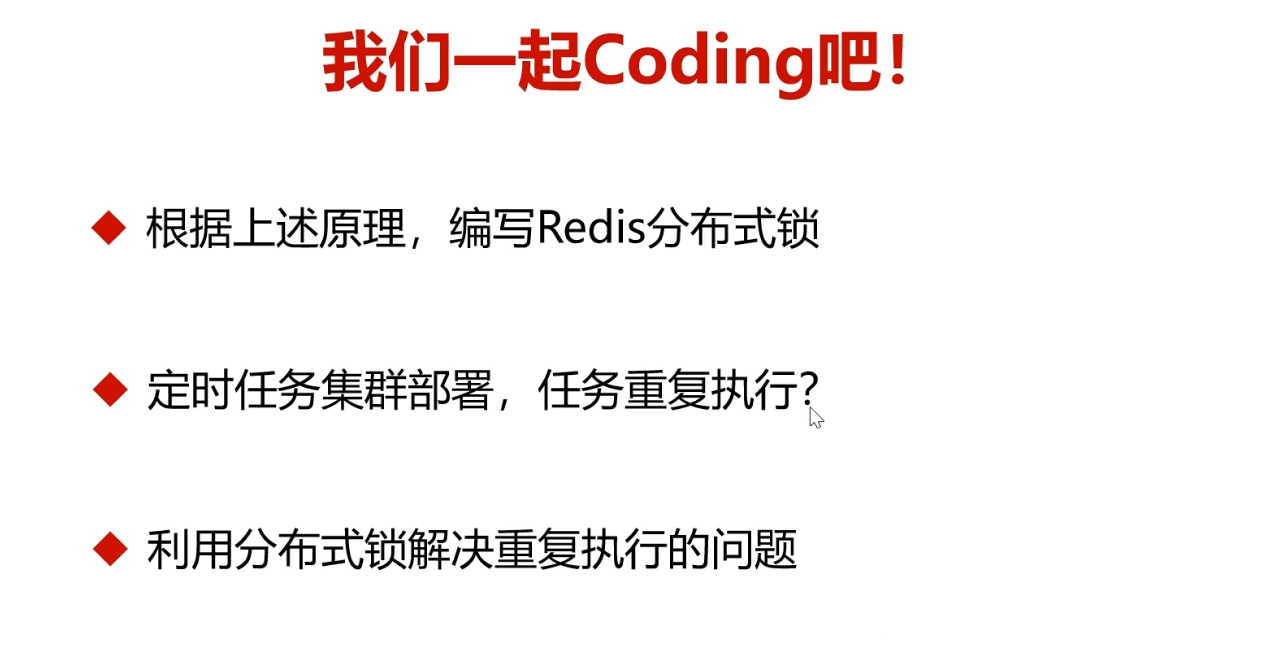 我们一起Coding吧！
根据上述原理，编写Redis分布式锁
定时任务集群部署，任务重复执行？
利用分布式锁解决重复执行的问题